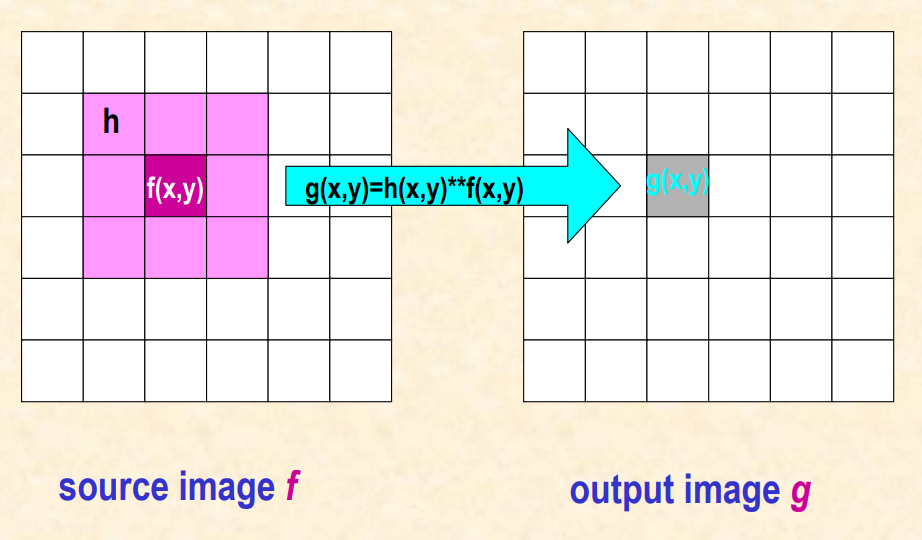 h
f(x,y)
g(x,y)=h(x,y)**f(x,y)
g(x,y)
source image f
output image g